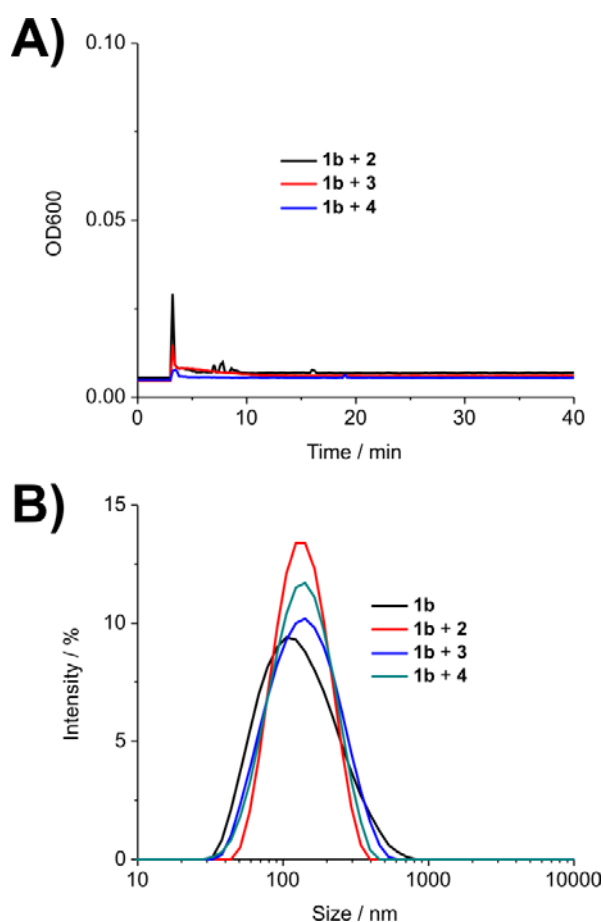 A)
0.10
0.05
0.00
OD600
1b + 2
1b + 3
1b + 4
0 10 20 30 40
Time / min
B)
15
10
5
0
Intensity / %
1b
1b + 2
1b + 3
1b + 4
10 100 1000 10000
Size / nm